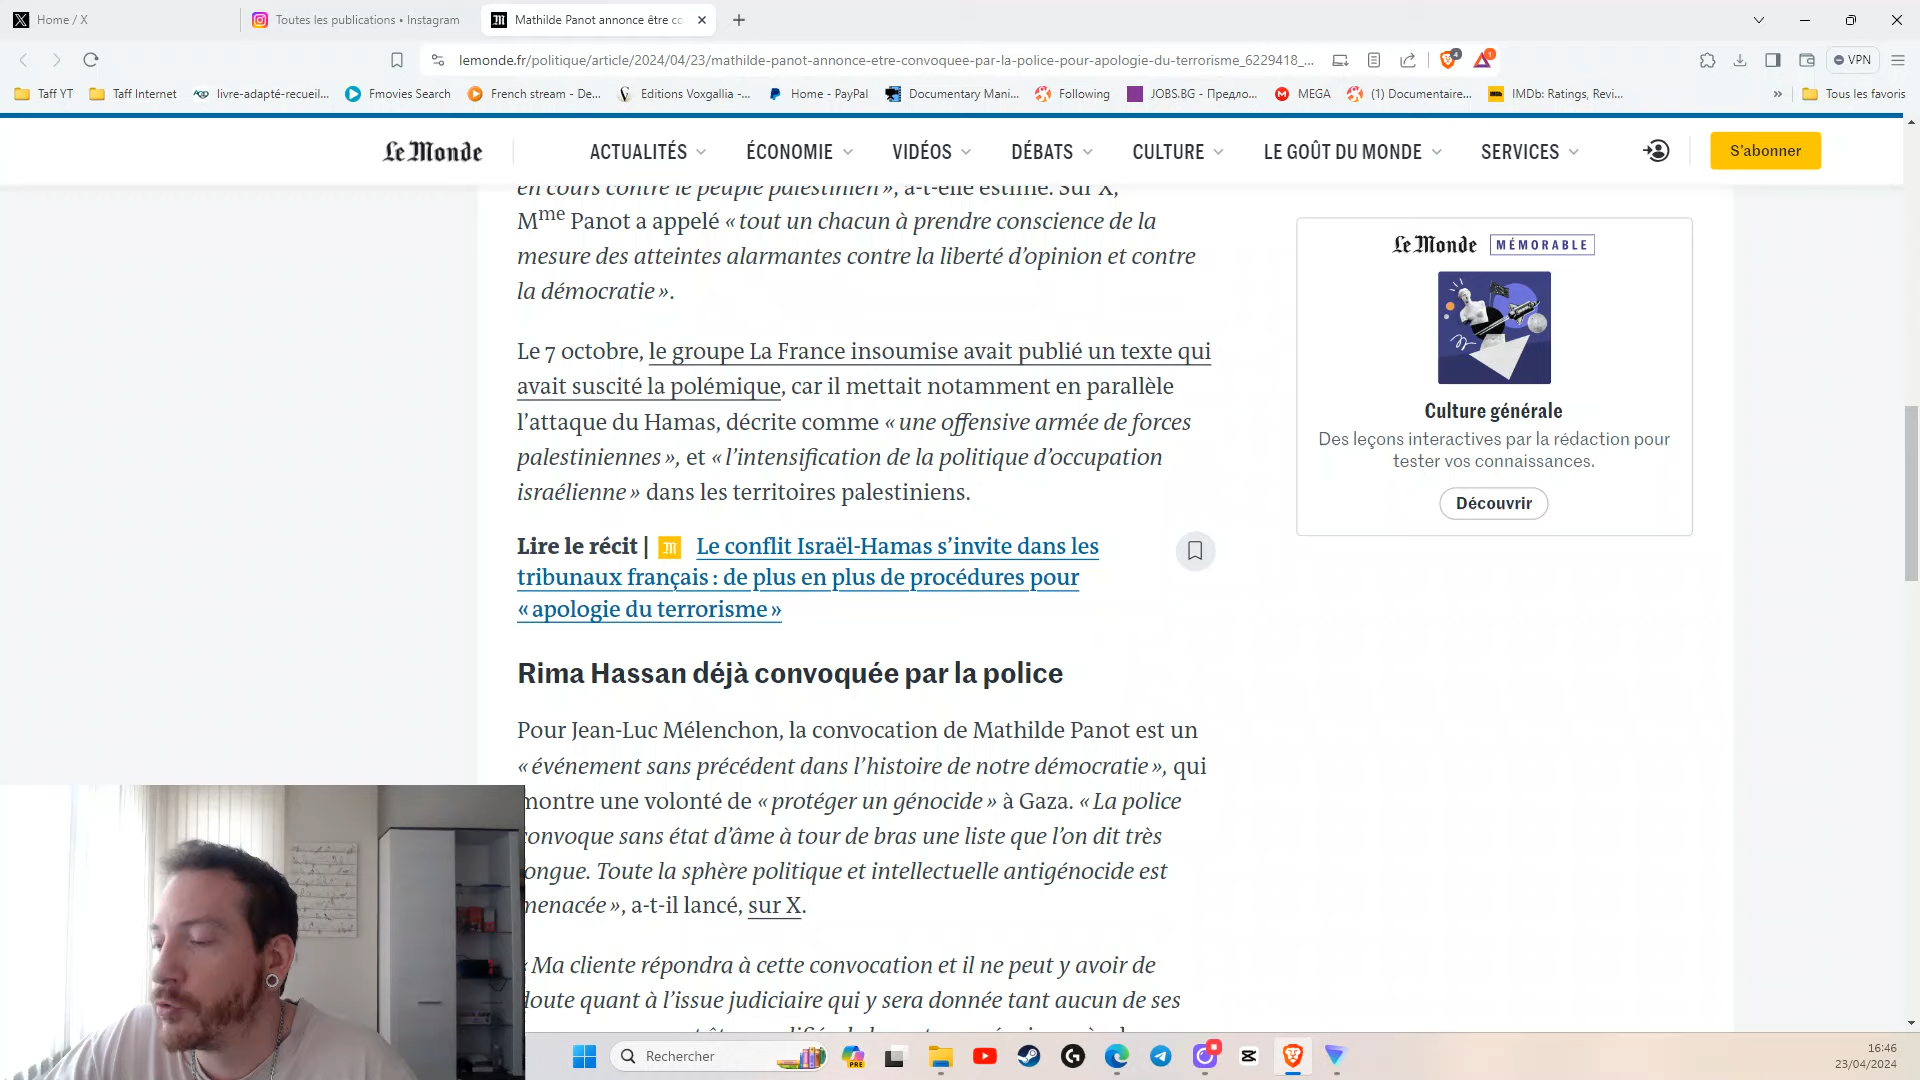 Home / X
Toutes les publications • Instagram
Mathilde Panot annonce être co
lemonde.fr/politique/article/2024/04/23/mathilde-panot-annonce-etre-convoquee-par-la-police-pour-apologie-du-terrorisme_6229418_...
4
1
VPN
Taff YT
Taff Internet
livre-adapté-recueil...
Fmovies Search
French stream - De...
Editions Voxgallia -...
Home - PayPal
Documentary Mani...
Following
JOBS.BG - Предло...
MEGA
(1) Documentaire...
IMDb: Ratings, Revi...
»
Tous les favoris
Le Monde
ACTUALITÉS
ÉCONOMIE
VIDÉOS
DÉBATS
CULTURE
LE GOÛT DU MONDE
SERVICES
S'abonner
en cours contre le peuple palestinien », a-t-elle estimé. Sur X,
Mme Panot a appelé « tout un chacun à prendre conscience de la
mesure des atteintes alarmantes contre la liberté d'opinion et contre
la démocratie ».
Le 7 octobre, le groupe La France insoumise avait publié un texte qui
avait suscité la polémique, car il mettait notamment en parallèle
l'attaque du Hamas, décrite comme « une offensive armée de forces
palestiniennes », et « l'intensification de la politique d'occupation
israélienne » dans les territoires palestiniens.
Lire le récit | Le conflit Israël-Hamas s'invite dans les
tribunaux français : de plus en plus de procédures pour
« apologie du terrorisme »
Rima Hassan déjà convoquée par la police
Pour Jean-Luc Mélenchon, la convocation de Mathilde Panot est un
« événement sans précédent dans l'histoire de notre démocratie », qui
montre une volonté de « protéger un génocide » à Gaza. « La police
convoque sans état d'âme à tour de bras une liste que l'on dit très
longue. Toute la sphère politique et intellectuelle antigénocide est
menacée », a-t-il lancé, sur X.
« Ma cliente répondra à cette convocation et il ne peut y avoir de
doute quant à l'issue judiciaire qui y sera donnée tant aucun de ses
Le Monde MÉMORABLE
Culture générale
Des leçons interactives par la rédaction pour
tester vos connaissances.
Découvrir
Rechercher
PRE
16:46
23/04/2024